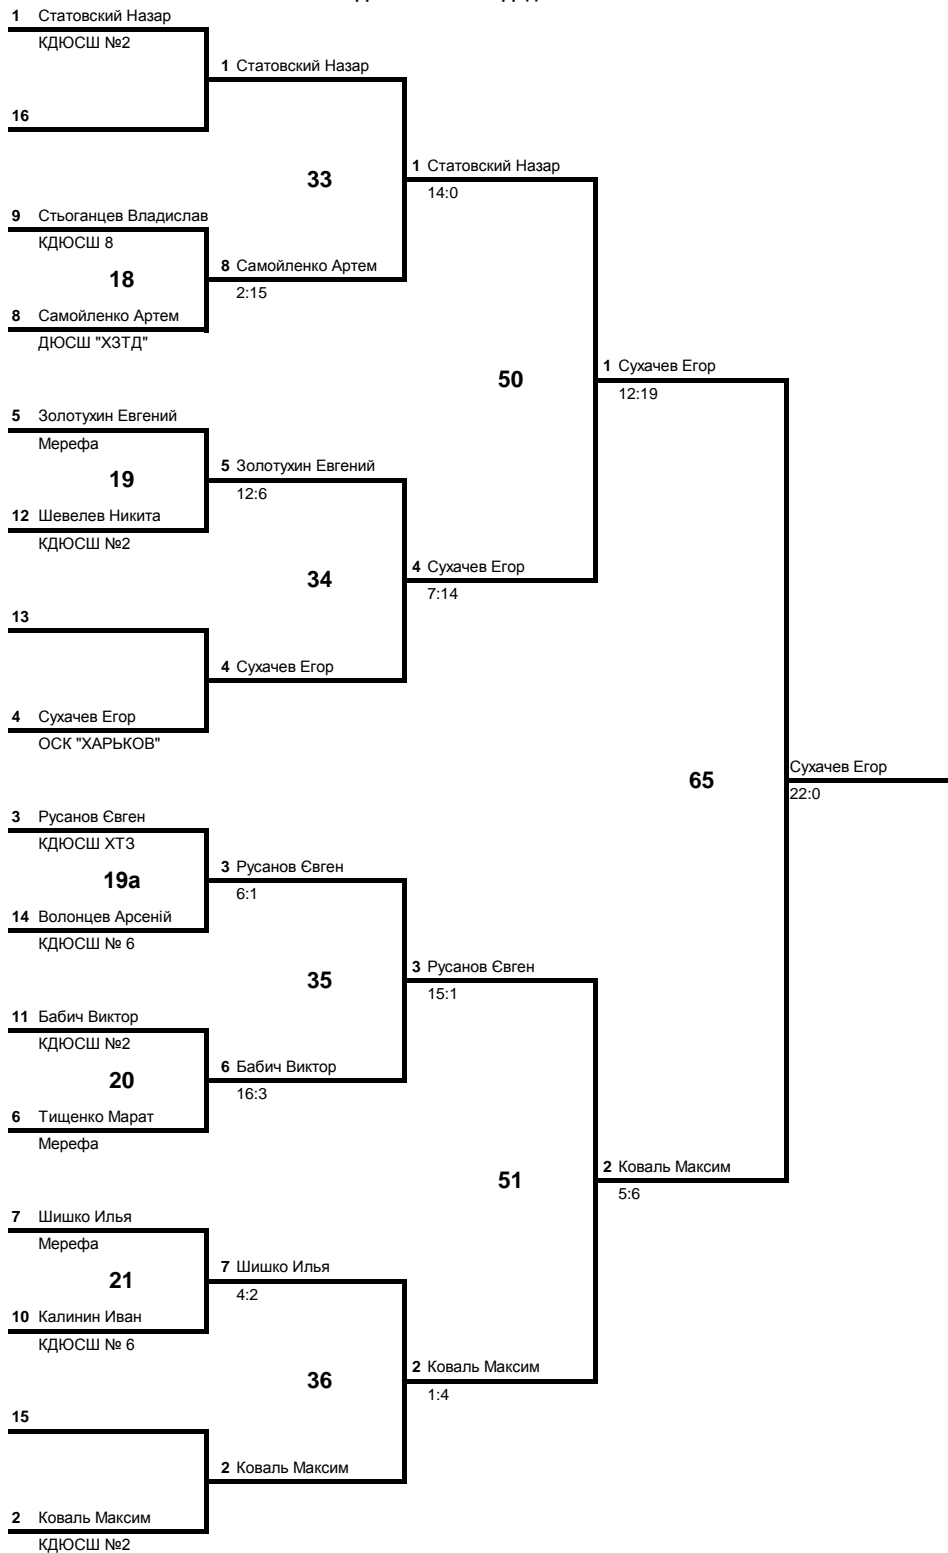 1 Статовский Назар
КДЮСШ №2
1 Статовский Назар
16
33
1 Статовский Назар
14:0
9 Стьоганцев Владислав
КДЮСШ 8
18
8 Самойленко Артем
2:15
8 Самойленко Артем
ДЮСШ "ХЗТД"
50
1 Сухачев Егор
12:19
5 Золотухин Евгений
Мерефа
19
5 Золотухин Евгений
12:6
12 Шевелев Никита
КДЮСШ №2
34
4 Сухачев Егор
7:14
13
4 Сухачев Егор
4 Сухачев Егор
ОСК "ХАРЬКОВ"
65
Сухачев Егор
22:0
3 Русанов Євген
КДЮСШ ХТЗ
19а
3 Русанов Євген
6:1
14 Волонцев Арсеній
КДЮСШ № 6
35
3 Русанов Євген
15:1
11 Бабич Виктор
КДЮСШ №2
20
6 Бабич Виктор
16:3
6 Тищенко Марат
Мерефа
51
2 Коваль Максим
5:6
7 Шишко Илья
Мерефа
21
7 Шишко Илья
4:2
10 Калинин Иван
КДЮСШ № 6
36
2 Коваль Максим
1:4
15
2 Коваль Максим
2 Коваль Максим
КДЮСШ №2